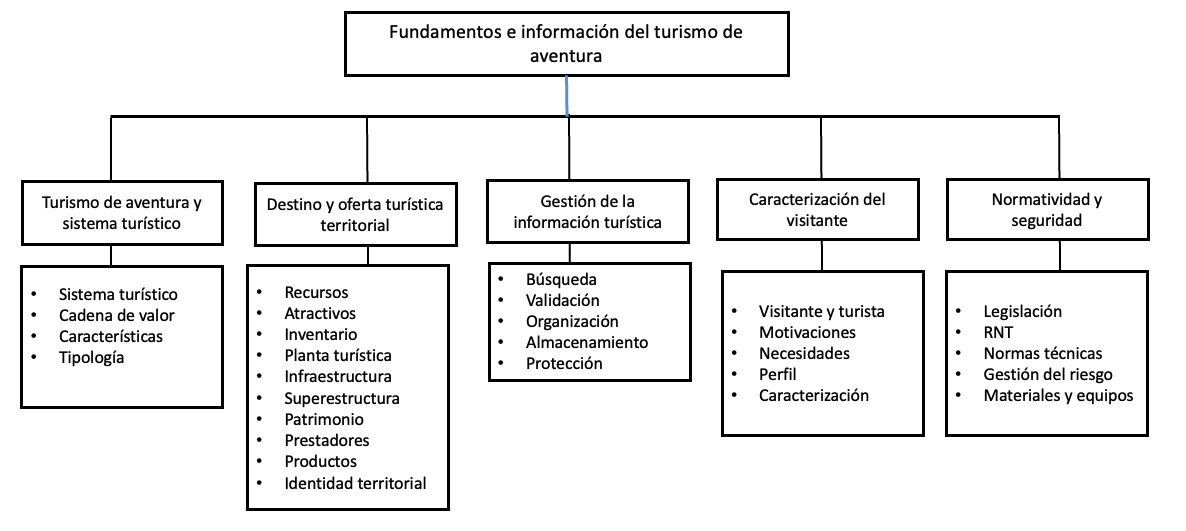 Fundamentos e información del turismo de
aventura
Turismo de aventura y
sistema turístico
• Sistema turístico
• Cadena de valor
• Características
• Tipología
Destino y oferta turística
territorial
• Recursos
• Atractivos
• Inventario
• Planta turística
• Infraestructura
• Superestructura
• Patrimonio
• Prestadores
• Productos
• Identidad territorial
Gestión de la
información turística
• Búsqueda
• Validación
• Organización
• Almacenamiento
• Protección
Caracterización del
visitante
• Visitante y turista
• Motivaciones
• Necesidades
• Perfil
• Caracterización
Normatividad y
seguridad
• Legislación
• RNT
• Normas técnicas
• Gestión del riesgo
• Materiales y equipos